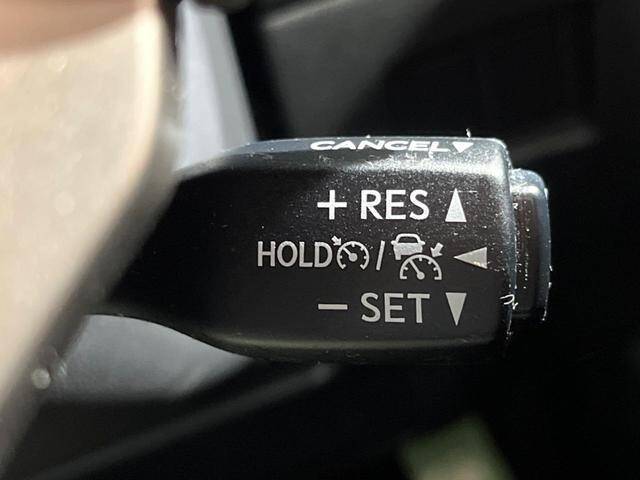 CANCEL▼
+ RES ▲
HOLD / ◀
− SET ▼